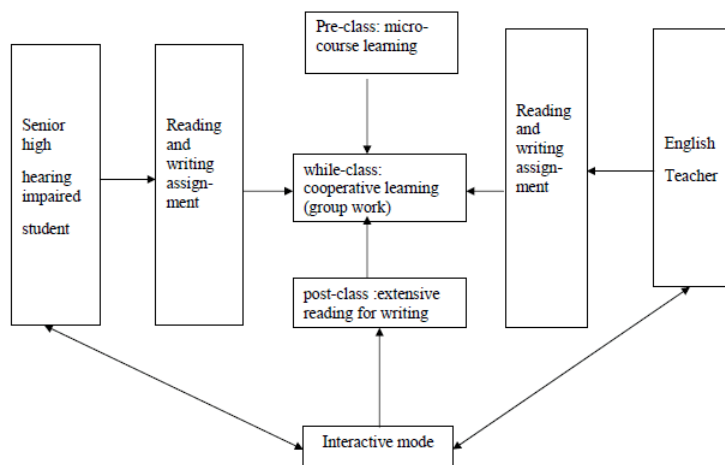 Pre-class: micro-
course learning
Senior
high
hearing
impaired
student
Reading
and
writing
assign-
ment
while-class:
cooperative learning
(group work)
Reading
and
writing
assign-
ment
English
Teacher
post-class :extensive
reading for writing
Interactive mode